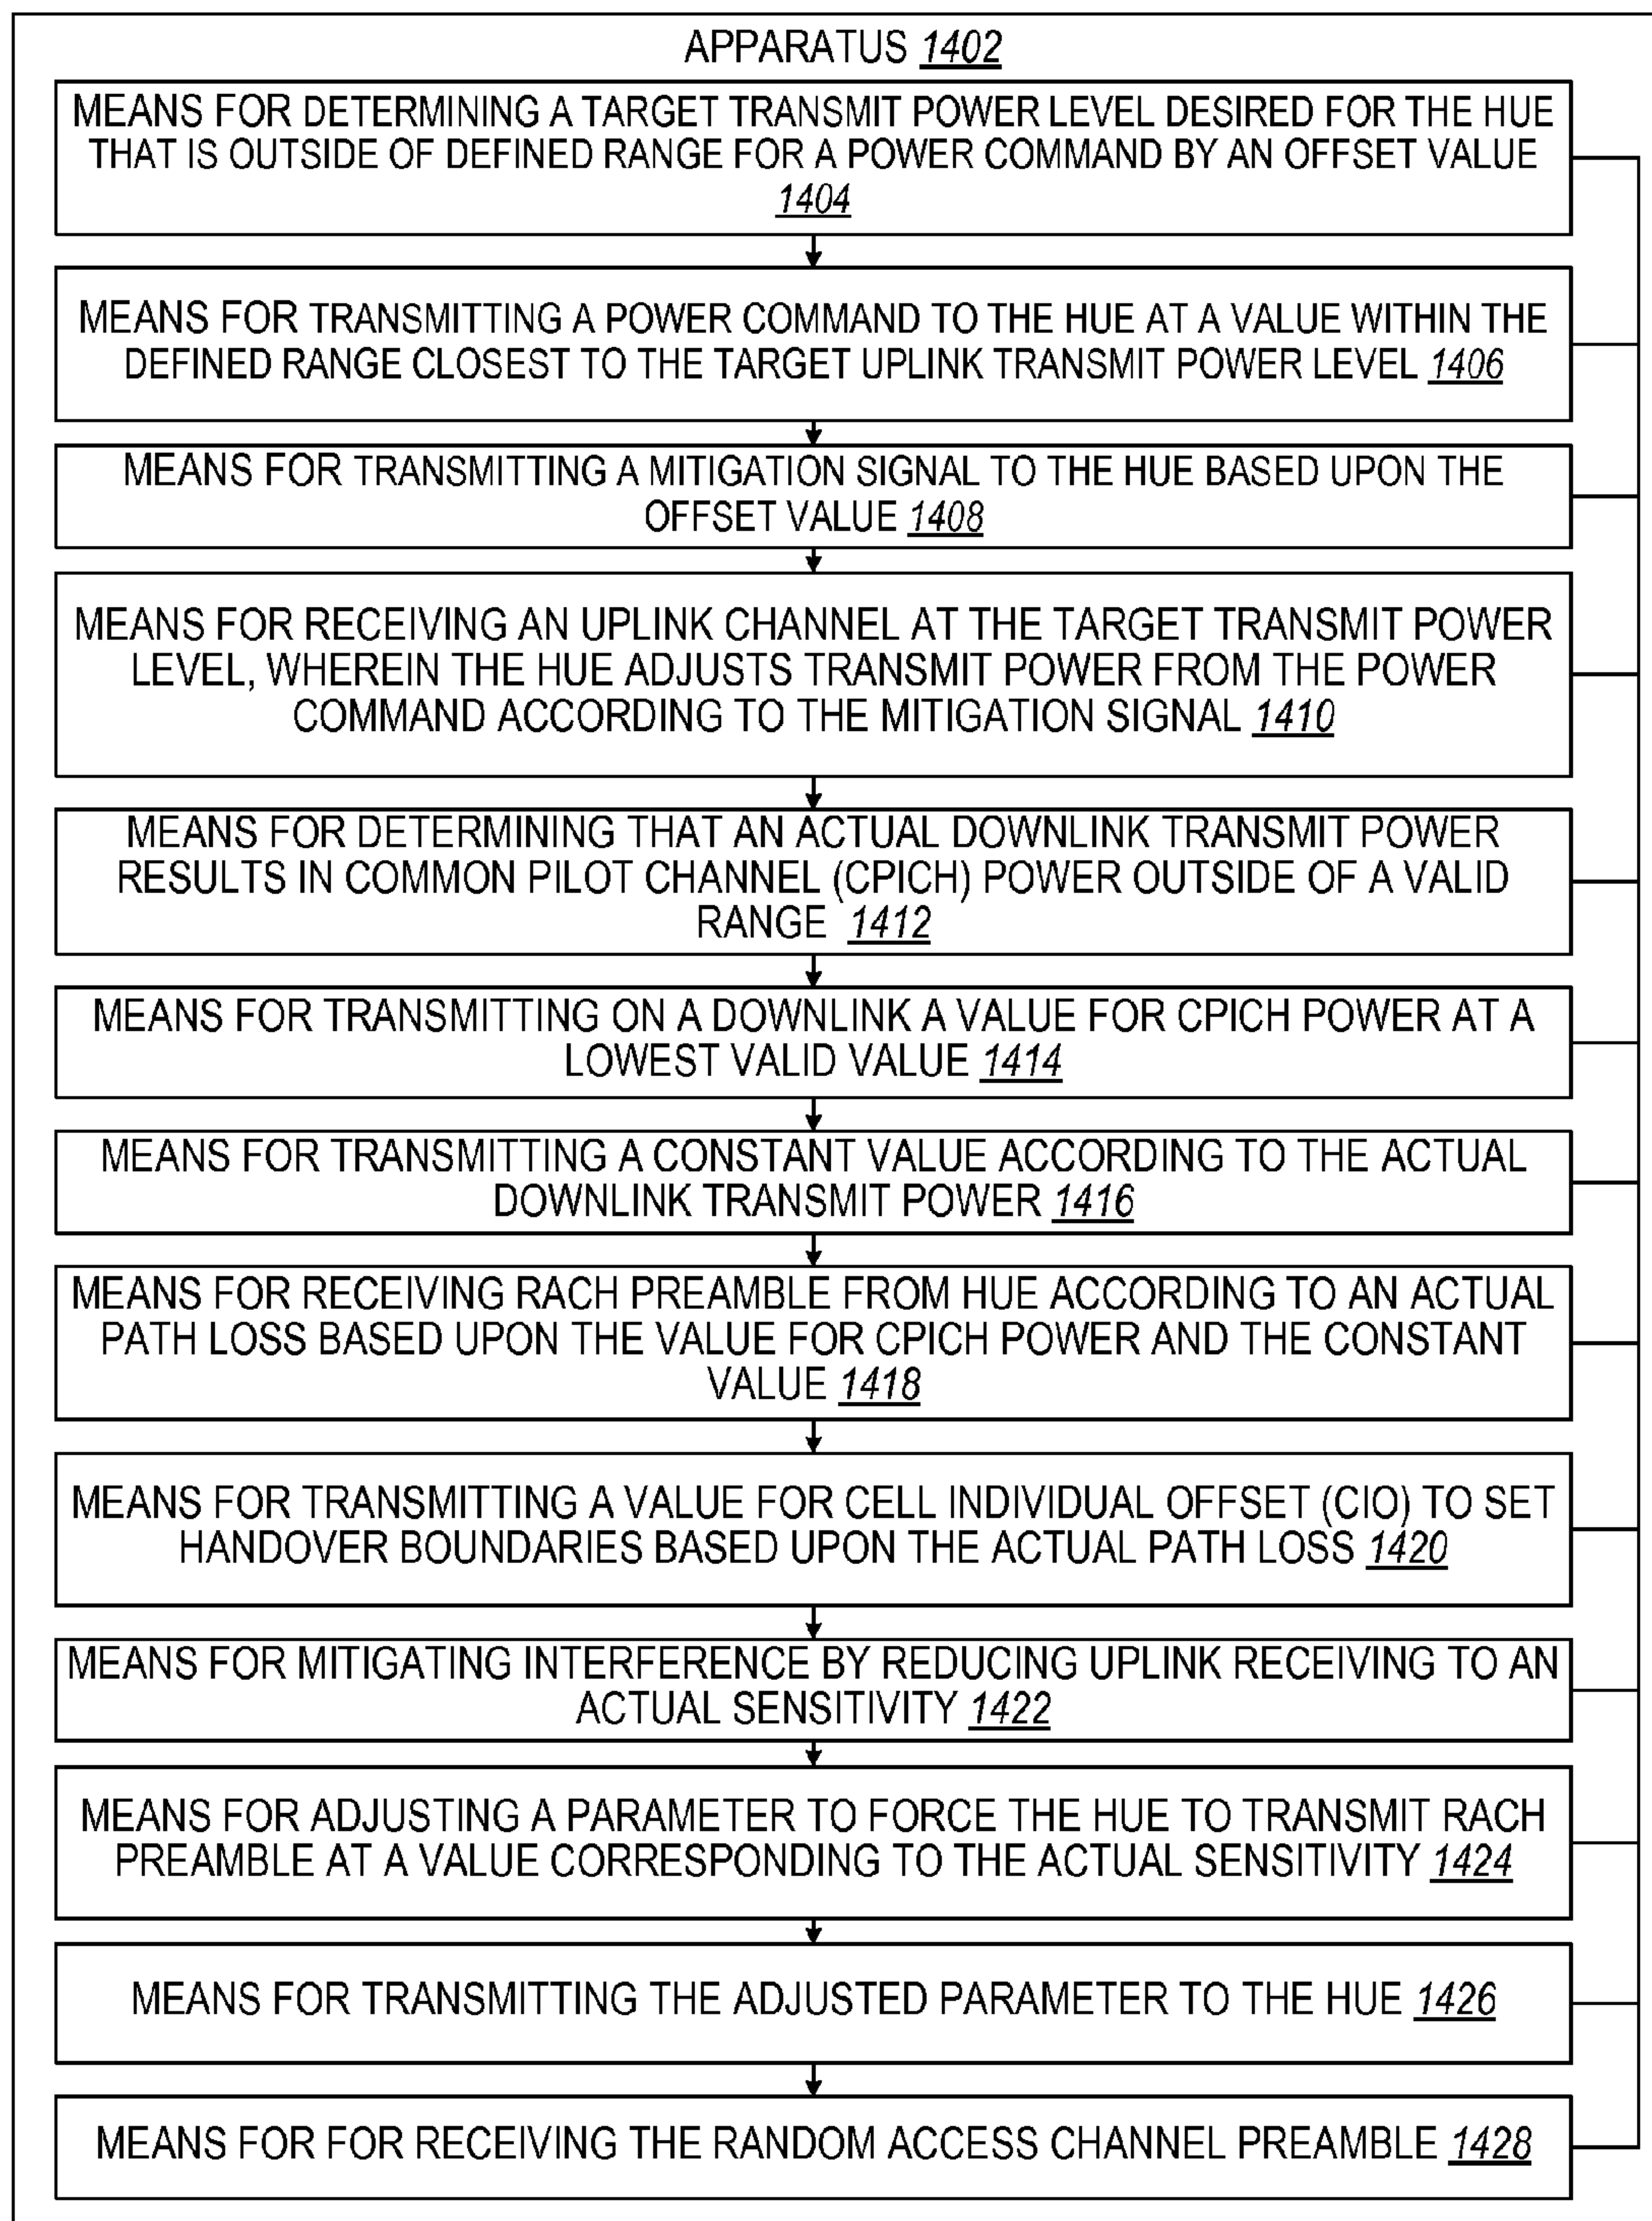 APPARATUS 1402
MEANS FOR DETERMINING A TARGET TRANSMIT POWER LEVEL DESIRED FOR THE HUE
THAT IS OUTSIDE OF DEFINED RANGE FOR A POWER COMMAND BY AN OFFSET VALUE
1404
MEANS FOR TRANSMITTING A POWER COMMAND TO THE HUE AT A VALUE WITHIN THE
DEFINED RANGE CLOSEST TO THE TARGET UPLINK TRANSMIT POWER LEVEL 1406
MEANS FOR TRANSMITTING A MITIGATION SIGNAL TO THE HUE BASED UPON THE
OFFSET VALUE 1408
MEANS FOR RECEIVING AN UPLINK CHANNEL AT THE TARGET TRANSMIT POWER
LEVEL, WHEREIN THE HUE ADJUSTS TRANSMIT POWER FROM THE POWER
COMMAND ACCORDING TO THE MITIGATION SIGNAL 1410
MEANS FOR DETERMINING THAT AN ACTUAL DOWNLINK TRANSMIT POWER
RESULTS IN COMMON PILOT CHANNEL (CPICH) POWER OUTSIDE OF A VALID
RANGE 1412
MEANS FOR TRANSMITTING ON A DOWNLINK A VALUE FOR CPICH POWER AT A
LOWEST VALID VALUE 1414
MEANS FOR TRANSMITTING A CONSTANT VALUE ACCORDING TO THE ACTUAL
DOWNLINK TRANSMIT POWER 1416
MEANS FOR RECEIVING RACH PREAMBLE FROM HUE ACCORDING TO AN ACTUAL
PATH LOSS BASED UPON THE VALUE FOR CPICH POWER AND THE CONSTANT
VALUE 1418
MEANS FOR TRANSMITTING A VALUE FOR CELL INDIVIDUAL OFFSET (CIO) TO SET
HANDOVER BOUNDARIES BASED UPON THE ACTUAL PATH LOSS 1420
MEANS FOR MITIGATING INTERFERENCE BY REDUCING UPLINK RECEIVING TO AN
ACTUAL SENSITIVITY 1422
MEANS FOR ADJUSTING A PARAMETER TO FORCE THE HUE TO TRANSMIT RACH
PREAMBLE AT A VALUE CORRESPONDING TO THE ACTUAL SENSITIVITY 1424
MEANS FOR TRANSMITTING THE ADJUSTED PARAMETER TO THE HUE 1426
MEANS FOR FOR RECEIVING THE RANDOM ACCESS CHANNEL PREAMBLE 1428